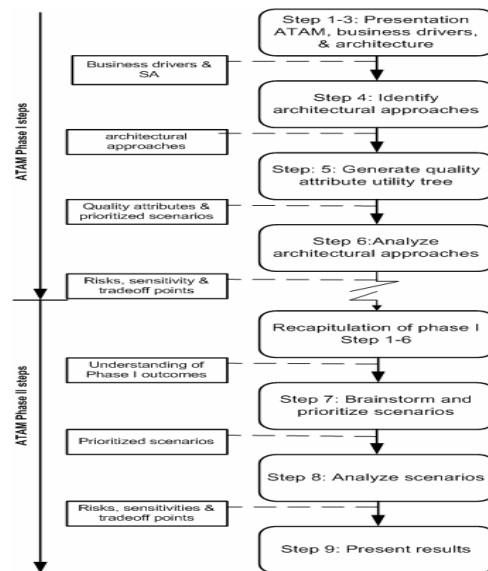 Step 1-3: Presentation
ATAM, business drivers,
& architecture
Business drivers &
SA
Step 4: Identify
architectural approaches
architectural
approaches
Step: 5: Generate quality
attribute utility tree
Quality attributes &
prioritized scenarios
Step 6:Analyze
architectural approaches
Risks, sensitivity &
tradeoff points
ATAM Phase I steps
Recapitulation of phase I
Step 1-6
Understanding of
Phase I outcomes
Step 7: Brainstorm and
prioritize scenarios
Prioritized scenarios
Step 8: Analyze scenarios
Risks, sensitivities &
tradeoff points
Step 9: Present results
ATAM Phase II steps